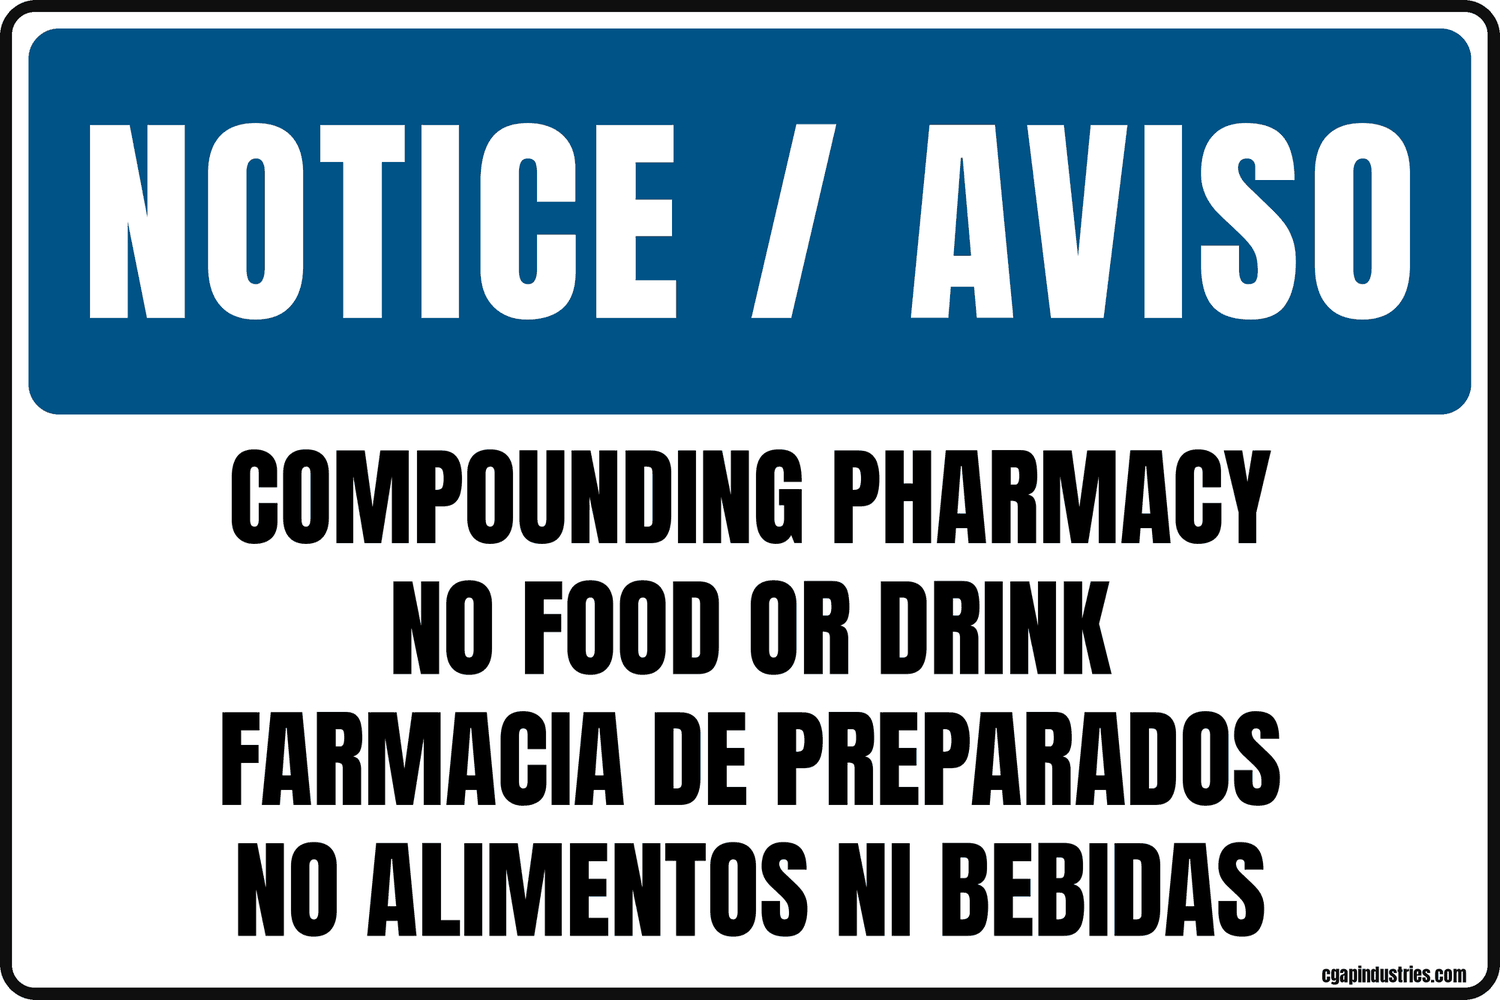 NOTICE / AVISO
COMPOUNDING PHARMACY
NO FOOD OR DRINK
FARMACIA DE PREPARADOS
NO ALIMENTOS NI BEBIDAS
cgapindustries.com